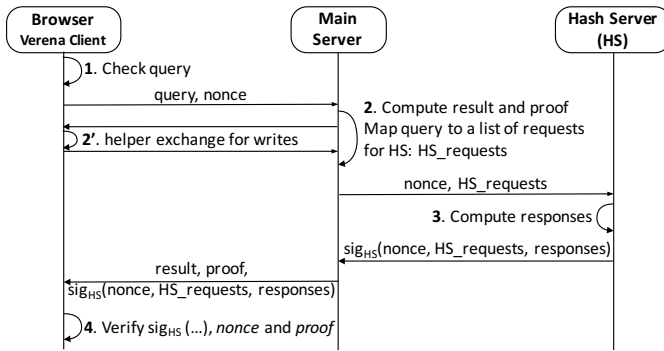 Browser
Verena Client
Main
Server
Hash Server
(HS)
1. Check query
query, nonce
2. Compute result and proof
Map query to a list of requests
for HS: HS_requests
2'. helper exchange for writes
nonce, HS_requests
3. Compute responses
sigHS(nonce, HS_requests, responses)
result, proof,
sigHS(nonce, HS_requests, responses)
4. Verify sigHS (...), nonce and proof